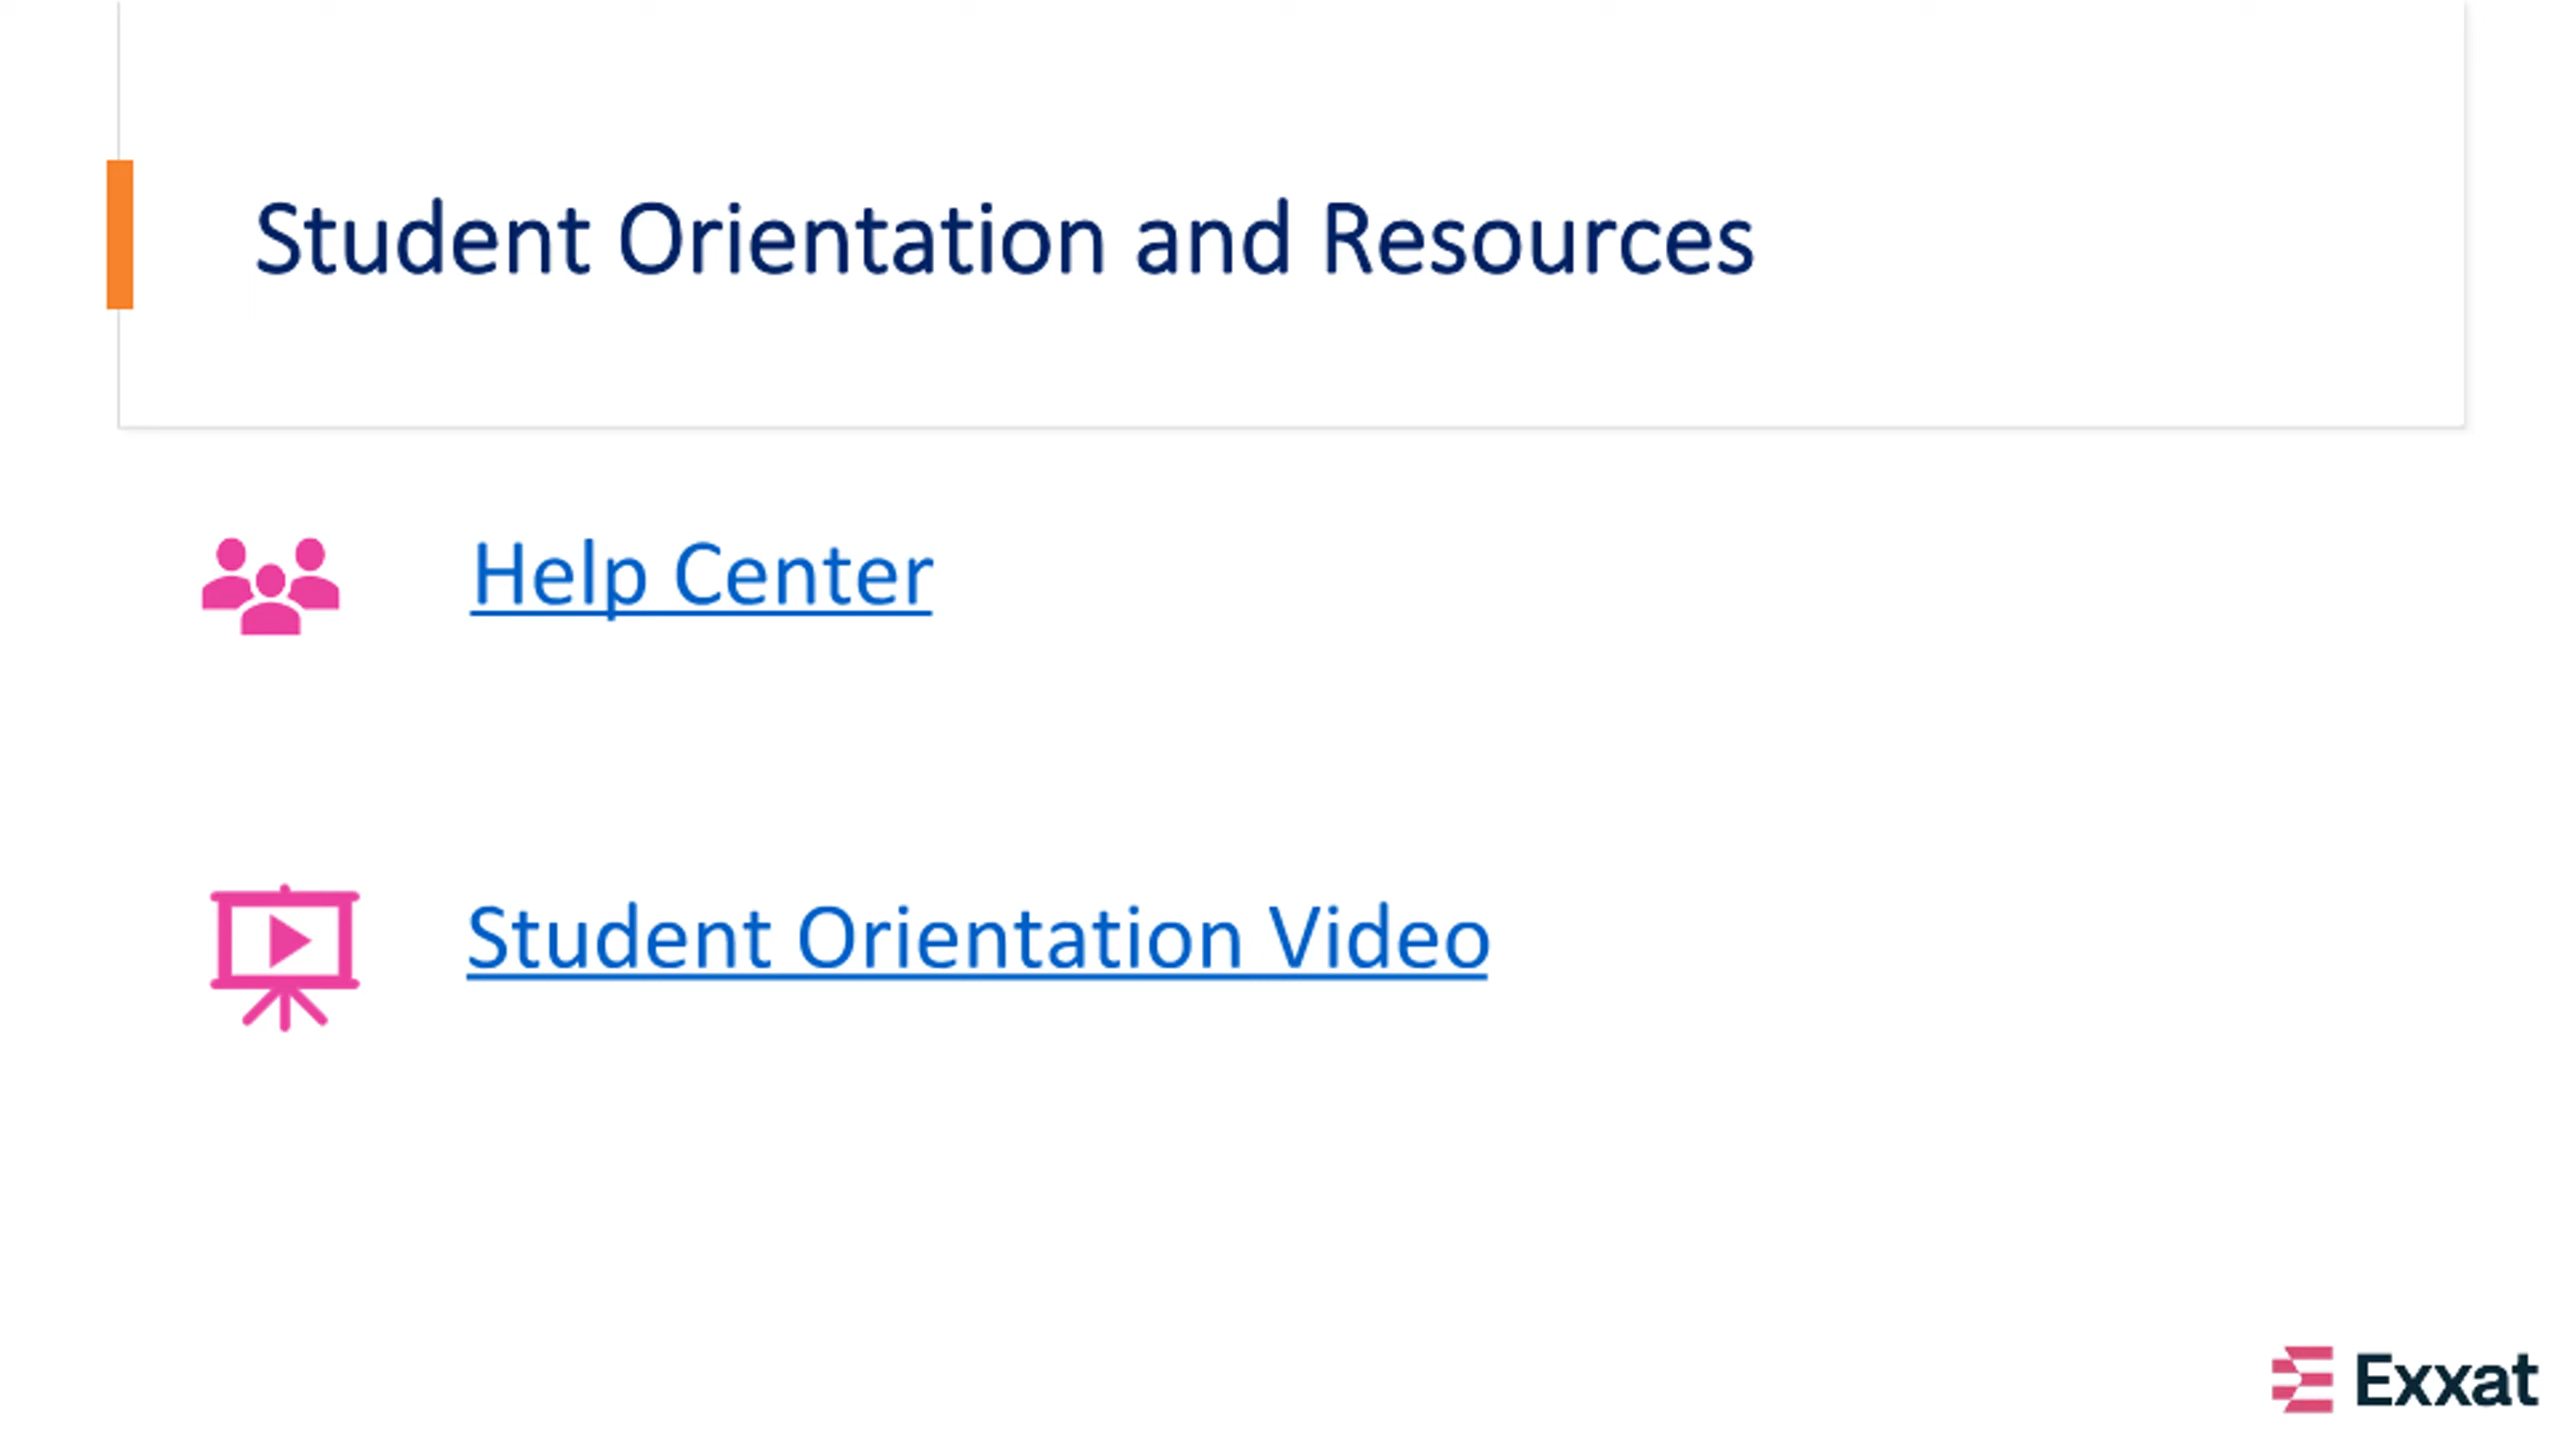 Student Orientation and Resources
Help Center
Student Orientation Video
Exxat